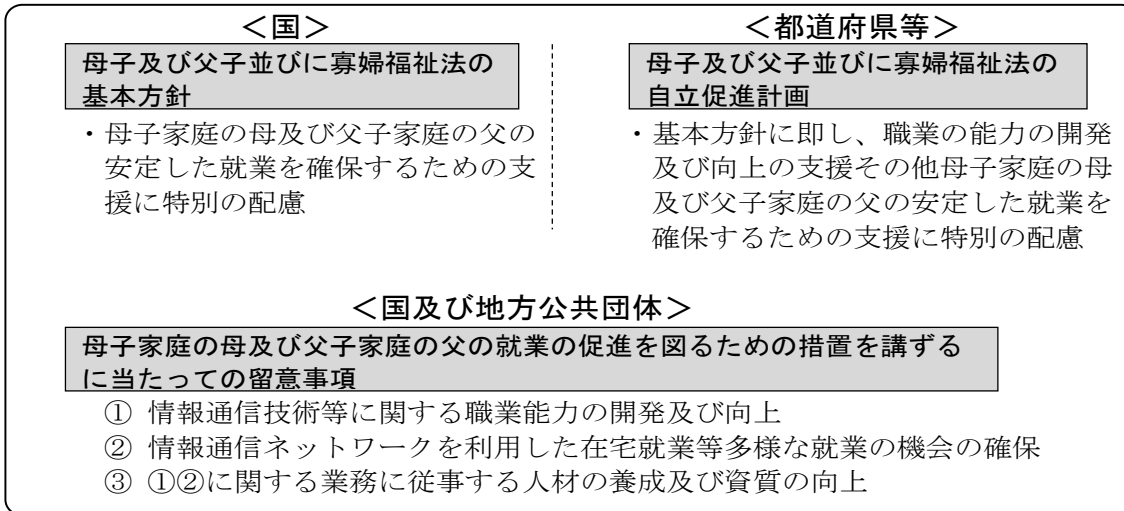 ＜国＞
母子及び父子並びに寡婦福祉法の
基本方針
・母子家庭の母及び父子家庭の父の
安定した就業を確保するための支
援に特別の配慮
＜都道府県等＞
母子及び父子並びに寡婦福祉法の
自立促進計画
・基本方針に即し、職業の能力の開発
及び向上の支援その他母子家庭の母
及び父子家庭の父の安定した就業を
確保するための支援に特別の配慮
＜国及び地方公共団体＞
母子家庭の母及び父子家庭の父の就業の促進を図るための措置を講ずる
に当たっての留意事項
① 情報通信技術等に関する職業能力の開発及び向上
② 情報通信ネットワークを利用した在宅就業等多様な就業の機会の確保
③ ①②に関する業務に従事する人材の養成及び資質の向上